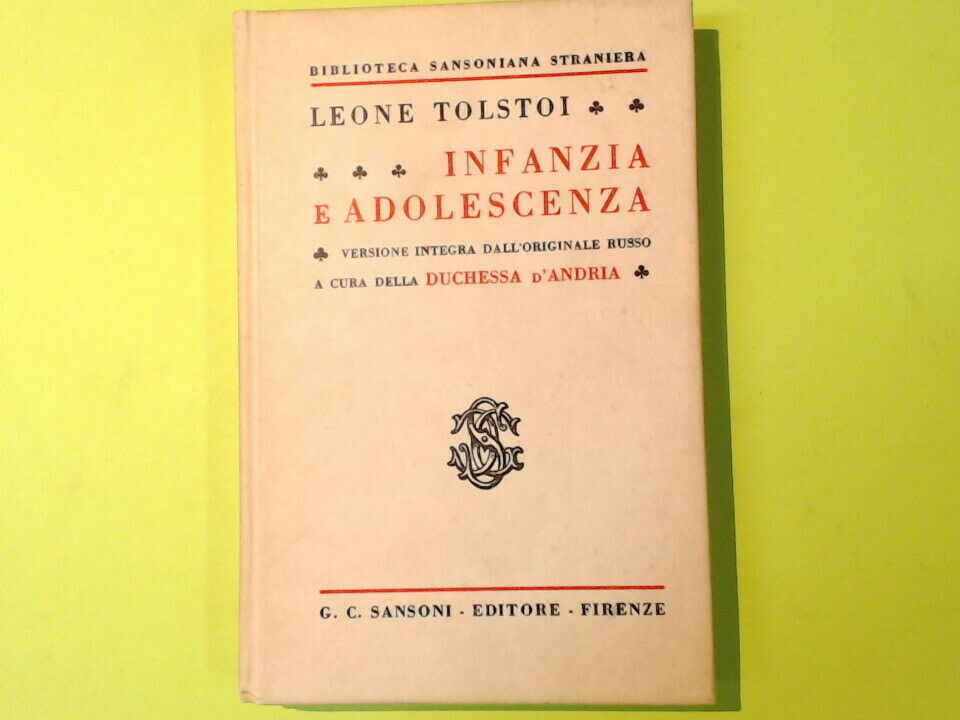 BIBLIOTECA SANSONIANA STRANIERA
LEONE TOLSTOI ♣ ♣
♣ ♣ ♣ INFANZIA
E ADOLESCENZA
♣ VERSIONE INTEGRA DALL'ORIGINALE RUSSO
A CURA DELLA DUCHESSA D'ANDRIA ♣
G. C. SANSONI - EDITORE - FIRENZE